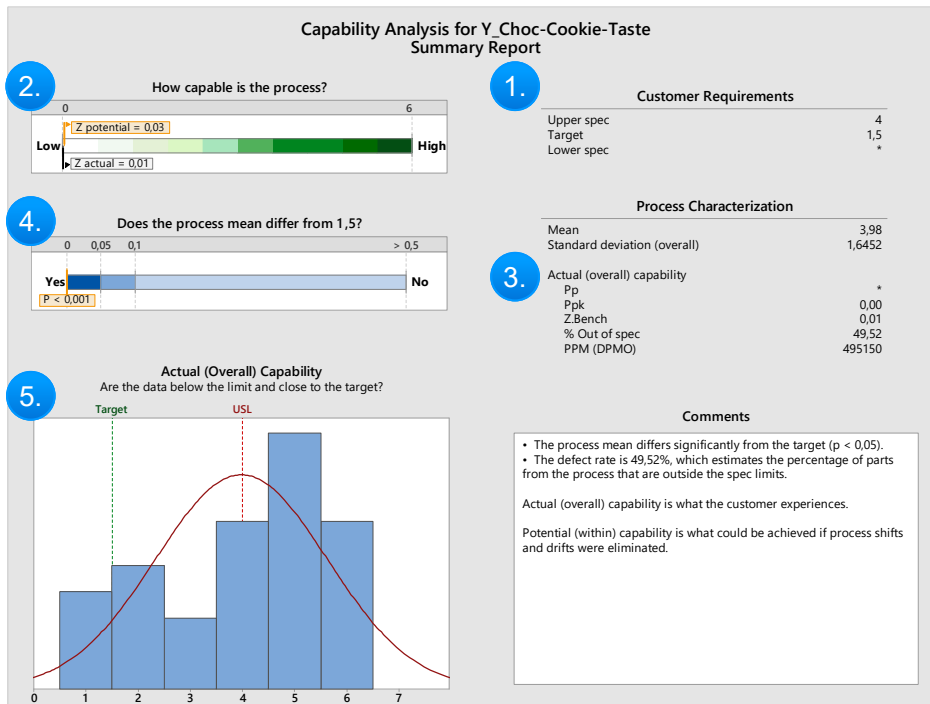 Capability Analysis for Y_Choc-Cookie-Taste
Summary Report
2.
How capable is the process?
0 6
Z potential = 0,03
Low High
Z actual = 0,01
4.
Does the process mean differ from 1,5?
0 0,05 0,1 > 0,5
Yes No
P < 0,001
5.
Actual (Overall) Capability
Are the data below the limit and close to the target?
Target USL
0 1 2 3 4 5 6 7
1.
Customer Requirements
Upper spec 4
Target 1,5
Lower spec *
Process Characterization
Mean 3,98
Standard deviation (overall) 1,6452
3.
Actual (overall) capability
Pp *
Ppk 0,00
Z.Bench 0,01
% Out of spec 49,52
PPM (DPMO) 495150
Comments
• The process mean differs significantly from the target (p < 0,05).
• The defect rate is 49,52%, which estimates the percentage of parts
from the process that are outside the spec limits.
Actual (overall) capability is what the customer experiences.
Potential (within) capability is what could be achieved if process shifts
and drifts were eliminated.